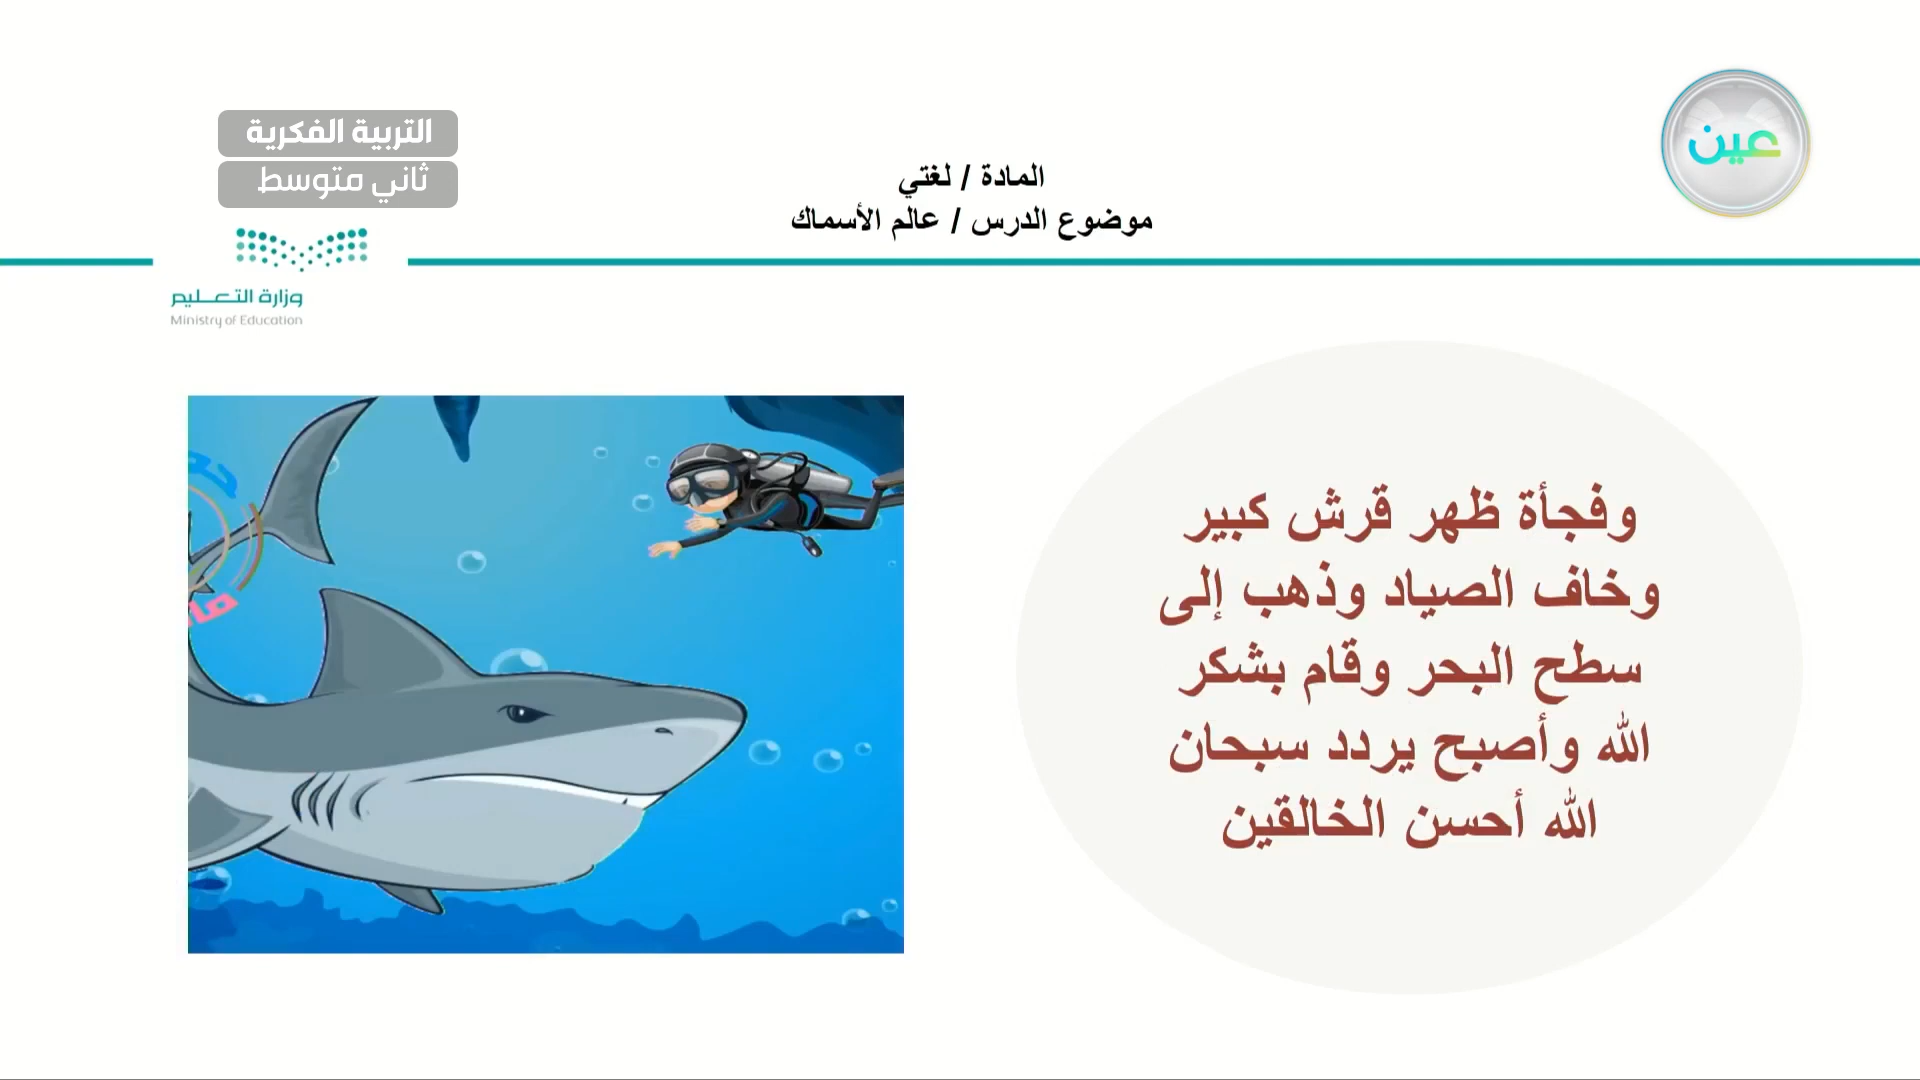 عين
التربية الفكرية
ثاني متوسط
المادة / لغتي
موضوع الدرس / عالم الأسماك
وزارة التعليم
Ministry of Education
وفجأة ظهر قرش كبير
وخاف الصياد وذهب إلى
سطح البحر وقام بشكر
الله وأصبح يردد سبحان
الله أحسن الخالقين